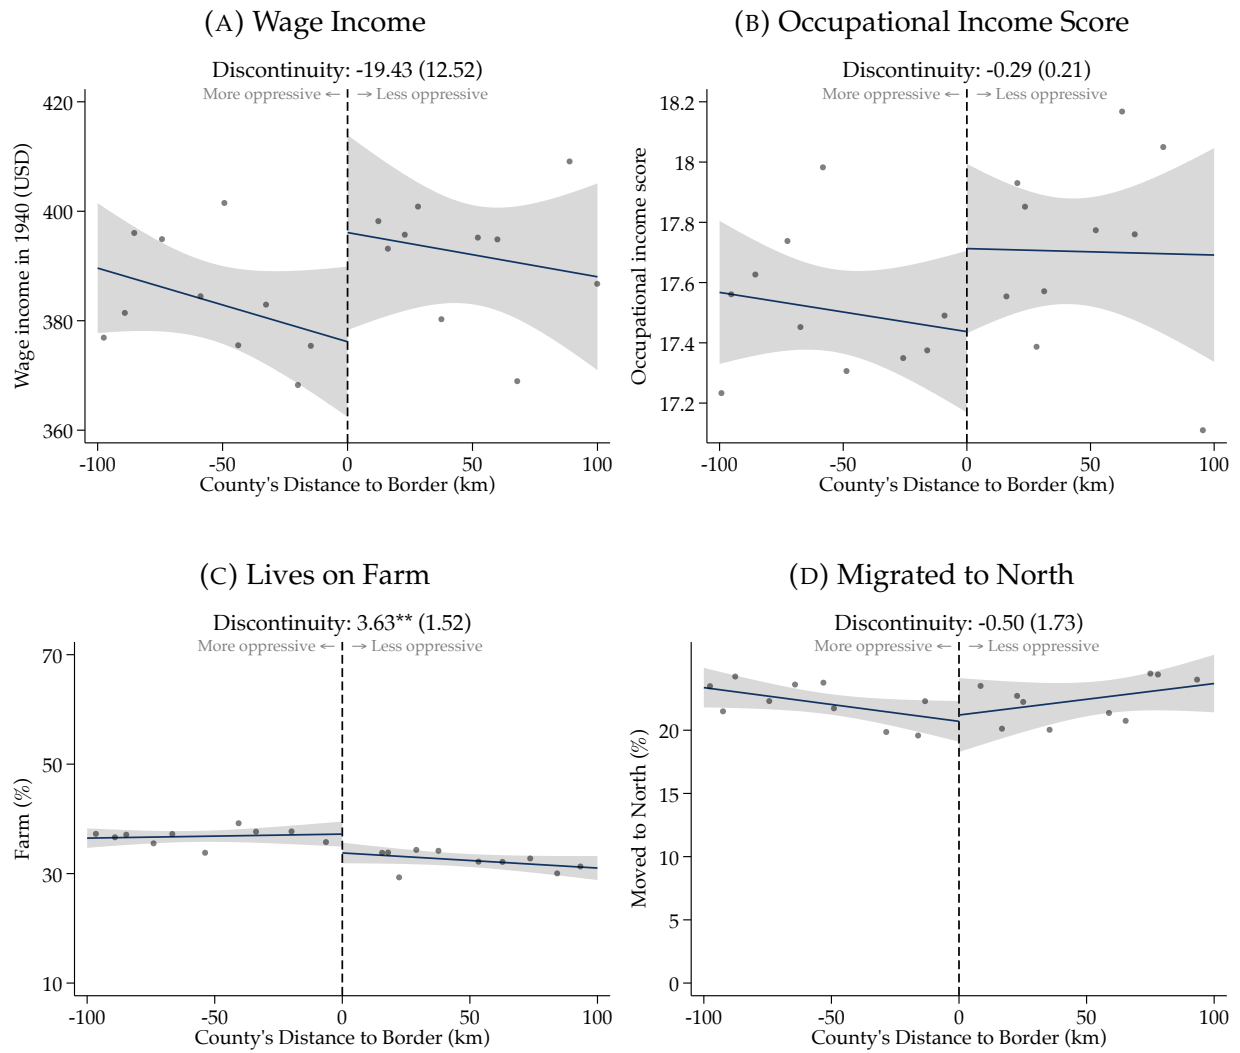 (A) Wage Income
Discontinuity: -19.43 (12.52)
More oppressive ← → Less oppressive
Wage income in 1940 (USD)
420
400
380
360
-100 -50 0 50 100
County's Distance to Border (km)
(B) Occupational Income Score
Discontinuity: -0.29 (0.21)
More oppressive ← → Less oppressive
Occupational income score
18.2
18
17.8
17.6
17.4
17.2
-100 -50 0 50 100
County's Distance to Border (km)
(C) Lives on Farm
Discontinuity: 3.63** (1.52)
More oppressive ← → Less oppressive
Farm (%)
70
50
30
10
-100 -50 0 50 100
County's Distance to Border (km)
(D) Migrated to North
Discontinuity: -0.50 (1.73)
More oppressive ← → Less oppressive
Moved to North (%)
20
15
10
5
0
-100 -50 0 50 100
County's Distance to Border (km)